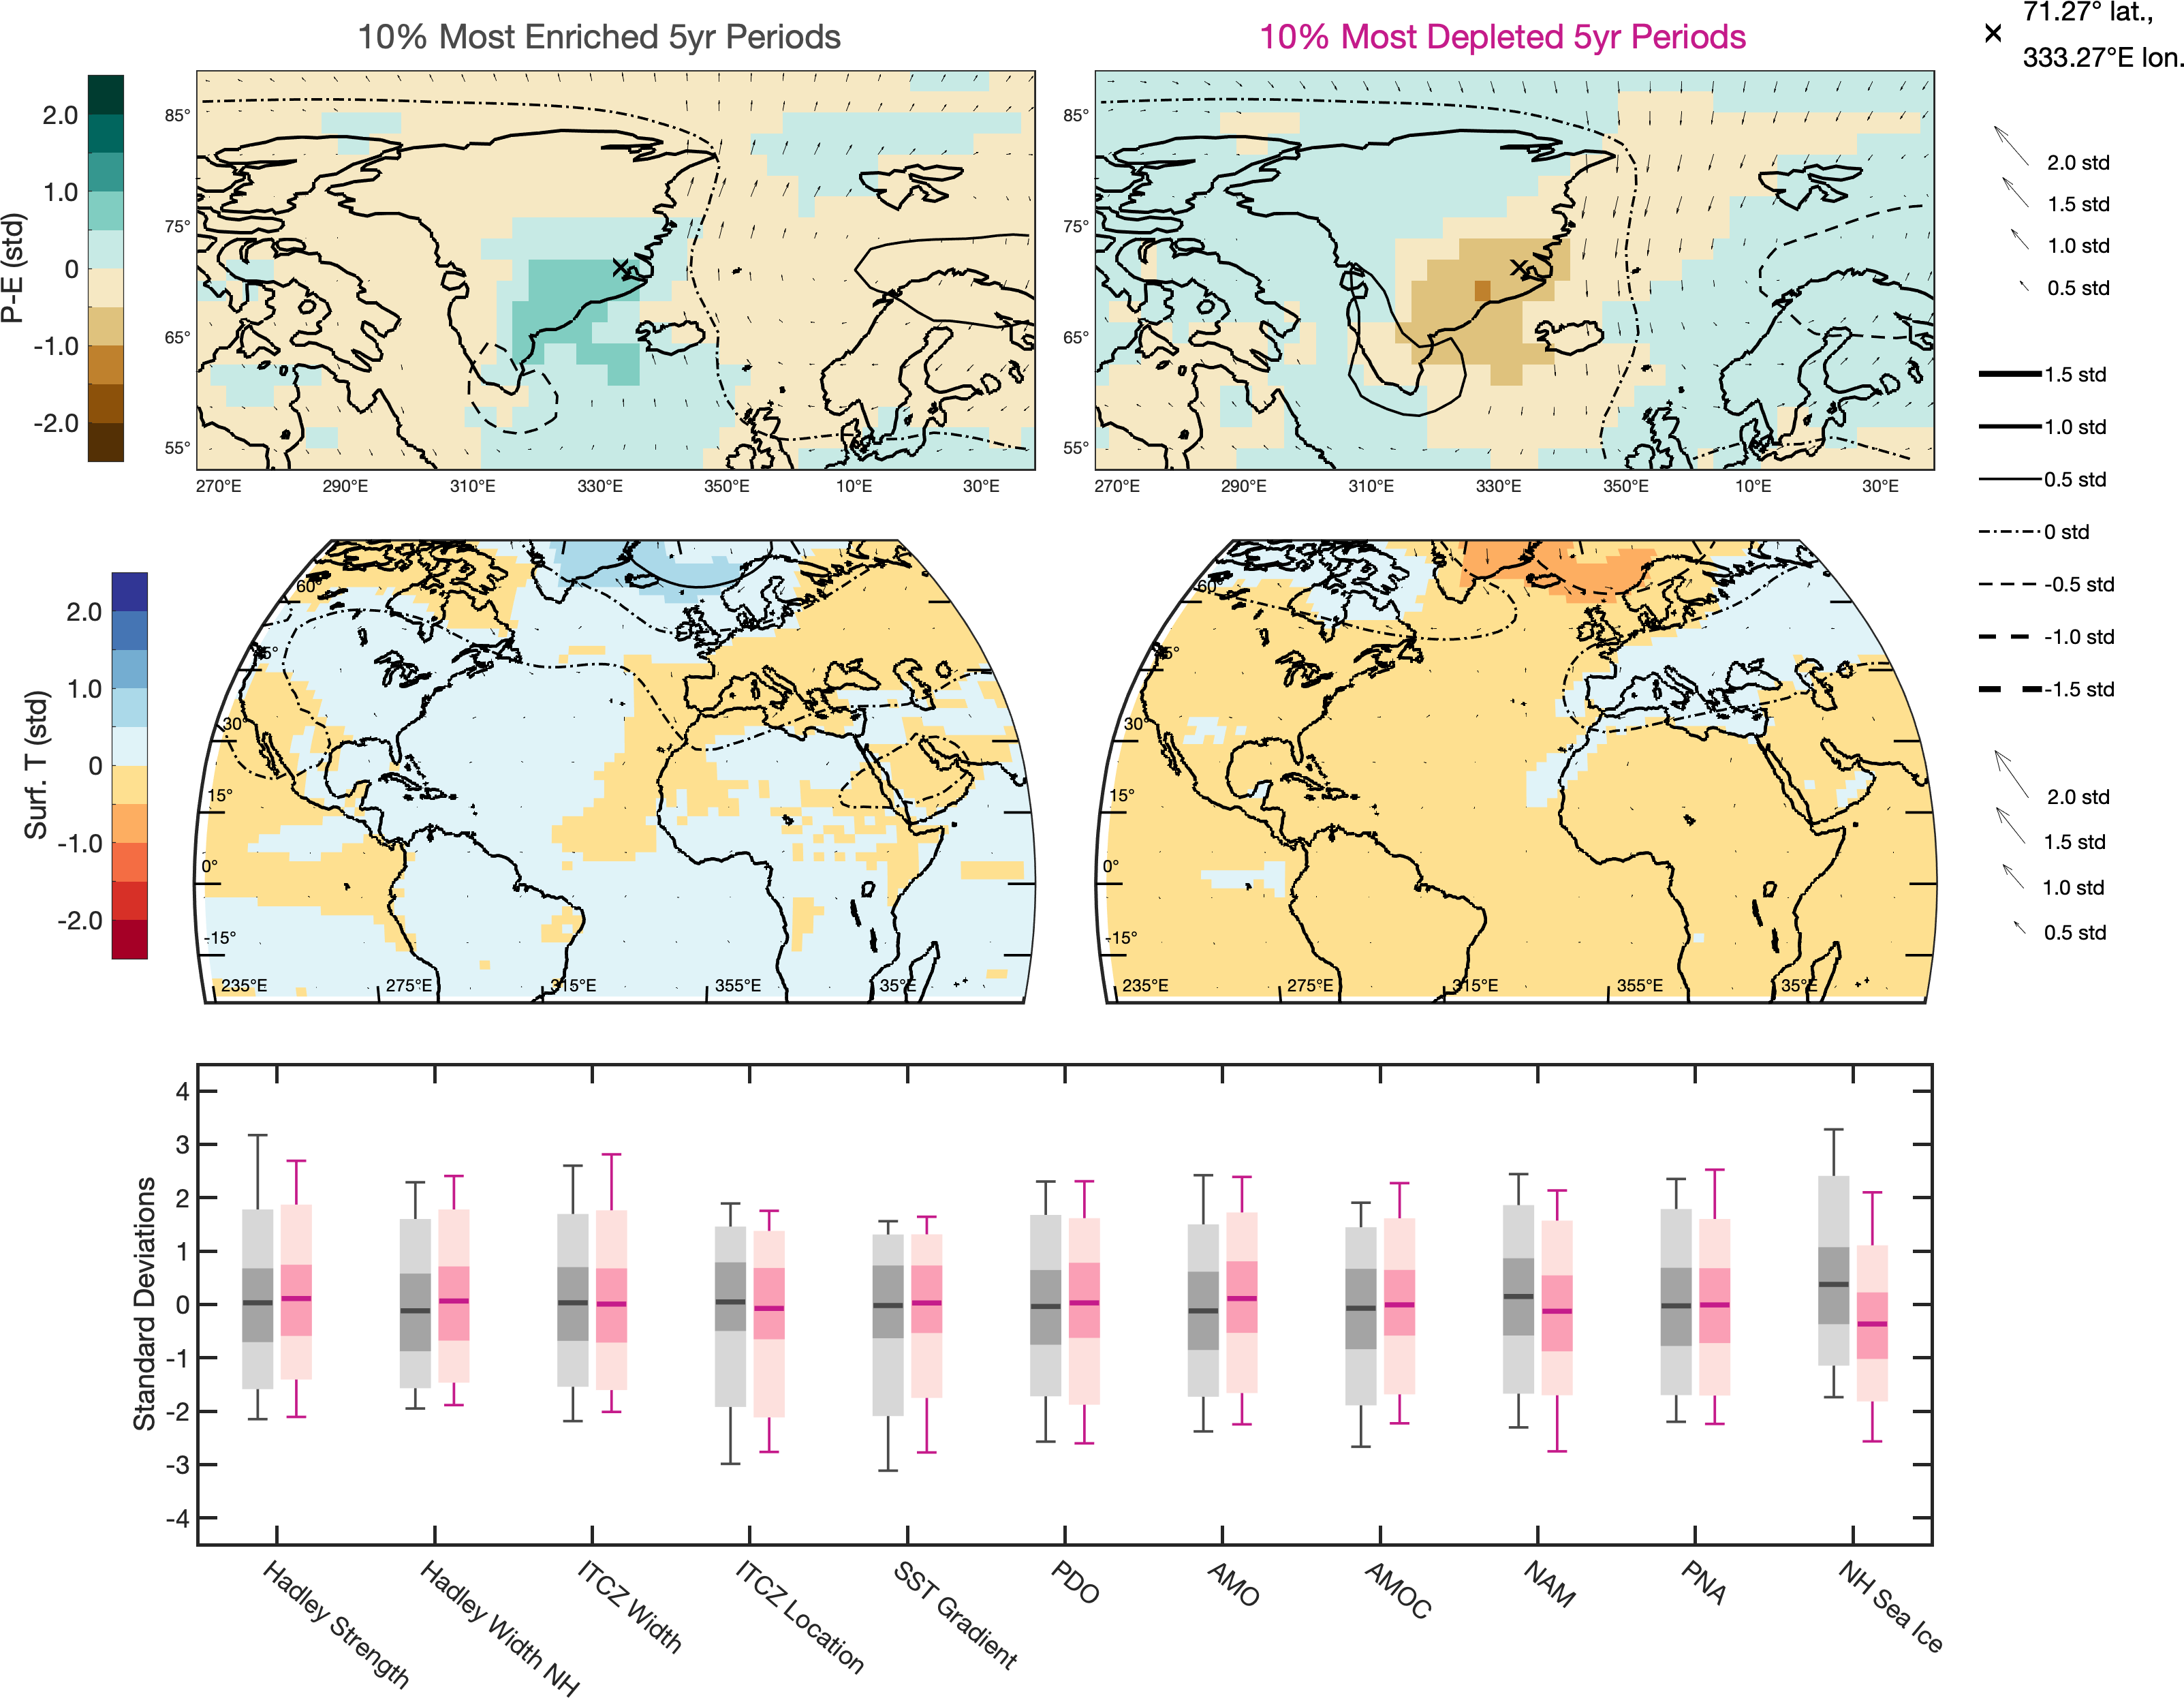 10% Most Enriched 5yr Periods
10% Most Depleted 5yr Periods
71.27° lat.,
333.27°E lon.
P-E (std)
2.0
1.0
0
-1.0
-2.0
85°
75°
65°
55°
270°E 290°E 310°E 330°E 350°E 10°E 30°E
85°
75°
65°
55°
270°E 290°E 310°E 330°E 350°E 10°E 30°E
2.0 std
1.5 std
1.0 std
0.5 std
1.5 std
1.0 std
0.5 std
0 std
-0.5 std
-1.0 std
-1.5 std
Surf. T (std)
2.0
1.0
0
-1.0
-2.0
60°
45°
30°
15°
0°
-15°
235°E 275°E 315°E 355°E 35°E
60°
45°
30°
15°
0°
-15°
235°E 275°E 315°E 355°E 35°E
2.0 std
1.5 std
1.0 std
0.5 std
Standard Deviations
4
3
2
1
0
-1
-2
-3
-4
Hadley Strength
Hadley Width NH
ITCZ Width
ITCZ Location
SST Gradient
PDO
AMO
AMOC
NAM
PNA
NH Sea Ice